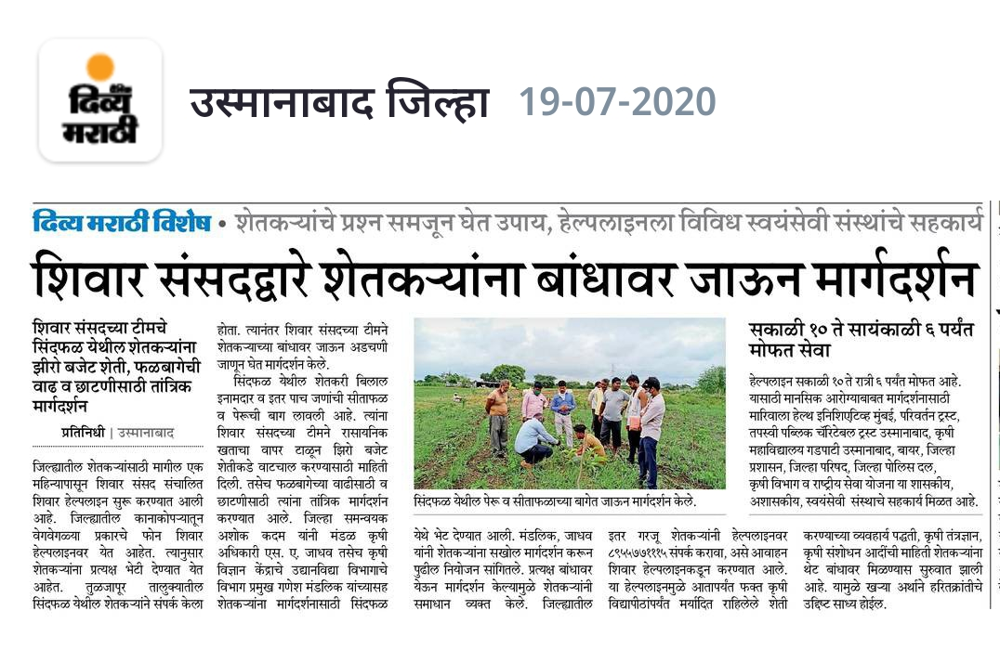 दिव्य
मराठी
उस्मानाबाद जिल्हा 19-07-2020
दिव्य मराठी विशेष • शेतकऱ्यांचे प्रश्न समजून घेत उपाय, हेल्पलाइनला विविध स्वयंसेवी संस्थांचे सहकार्य
शिवार संसदद्वारे शेतकऱ्यांना बांधावर जाऊन मार्गदर्शन
शिवार संसदच्या टीमचे
सिंदफळ येथील शेतकऱ्यांना
झीरो बजेट शेती, फळबागेची
वाढ व छाटणीसाठी तांत्रिक
मार्गदर्शन
प्रतिनिधी | उस्मानाबाद
जिल्ह्यातील शेतकऱ्यांसाठी मागील एक
महिन्यापासून शिवार संसद संचालित
शिवार हेल्पलाइन सुरू करण्यात आली
आहे. जिल्ह्यातील कानाकोपऱ्यातून
वेगवेगळ्या प्रकारचे फोन शिवार
हेल्पलाइनवर येत आहेत. त्यानुसार
शेतकऱ्यांना प्रत्यक्ष भेटी देण्यात येत
आहेत. तुळजापूर तालुक्यातील
सिंदफळ येथील शेतकऱ्याने संपर्क केला
होता. त्यानंतर शिवार संसदच्या टीमने
शेतकऱ्याच्या बांधावर जाऊन अडचणी
जाणून घेत मार्गदर्शन केले.
सिंदफळ येथील शेतकरी बिलाल
इनामदार व इतर पाच जणांची सीताफळ
व पेरूची बाग लावली आहे. त्यांना
शिवार संसदच्या टीमने रासायनिक
खताचा वापर टाळून झिरो बजेट
शेतीकडे वाटचाल करण्यासाठी माहिती
दिली. तसेच फळबागेच्या वाढीसाठी व
छाटणीसाठी त्यांना तांत्रिक मार्गदर्शन
करण्यात आले. जिल्हा समन्वयक
अशोक कदम यांनी मंडळ कृषी
अधिकारी एस. ए. जाधव तसेच कृषी
विज्ञान केंद्राचे उद्यानविद्या विभागाचे
विभाग प्रमुख गणेश मंडलिक यांच्यासह
शेतकऱ्यांना मार्गदर्शनासाठी सिंदफळ
सिंदफळ येथील पेरू व सीताफळाच्या बागेत जाऊन मार्गदर्शन केले.
येथे भेट देण्यात आली. मंडलिक, जाधव
यांनी शेतकऱ्यांना सखोल मार्गदर्शन करून
पुढील नियोजन सांगितले. प्रत्यक्ष बांधावर
येऊन मार्गदर्शन केल्यामुळे शेतकऱ्यांनी
समाधान व्यक्त केले. जिल्ह्यातील
इतर गरजू शेतकऱ्यांनी हेल्पलाइनवर
८९५५७७१११५ संपर्क करावा, असे आवाहन
शिवार हेल्पलाइनकडून करण्यात आले.
या हेल्पलाइनमुळे आतापर्यंत फक्त कृषी
विद्यापीठांपर्यंत मर्यादित राहिलेले शेती
सकाळी १० ते सायंकाळी ६ पर्यंत
मोफत सेवा
हेल्पलाइन सकाळी १० ते रात्री ६ पर्यंत मोफत आहे.
यासाठी मानसिक आरोग्याबाबत मार्गदर्शनासाठी
मारिवाला हेल्थ इनिशिएटिव्ह मुंबई, परिवर्तन ट्रस्ट,
तपस्वी पब्लिक चॅरिटेबल ट्रस्ट उस्मानाबाद, कृषी
महाविद्यालय गडपाटी उस्मानाबाद, बायर, जिल्हा
प्रशासन, जिल्हा परिषद, जिल्हा पोलिस दल,
कृषी विभाग व राष्ट्रीय सेवा योजना या शासकीय,
अशासकीय, स्वयंसेवी संस्थाचे सहकार्य मिळत आहे.
करण्याच्या व्यवहार्य पद्धती, कृषी तंत्रज्ञान,
कृषी संशोधन आदींची माहिती शेतकऱ्यांना
थेट बांधावर मिळण्यास सुरुवात झाली
आहे. यामुळे खऱ्या अर्थाने हरितक्रांतीचे
उद्दिष्ट साध्य होईल.